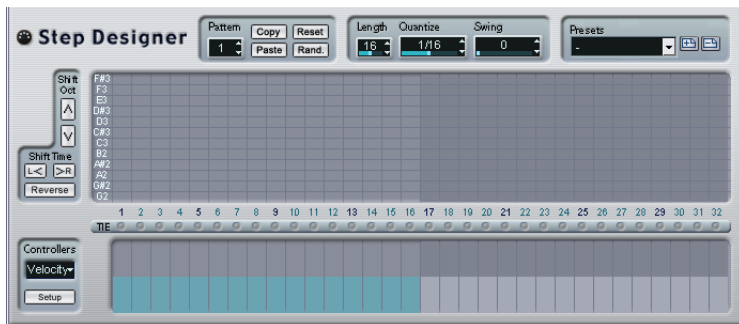 Step Designer
Pattern
1
Copy Reset
Paste Rand.
Length Quantize Swing
16 1/16 0
Presets
-
Shift
Oct
F#3
F3
E3
D#3
D3
C#3
C3
B2
A#2
A2
G#2
G2
Shift Time
L< >R
Reverse
1 2 3 4 5 6 7 8 9 10 11 12 13 14 15 16 17 18 19 20 21 22 23 24 25 26 27 28 29 30 31 32
TIE
Controllers
Velocity
Setup